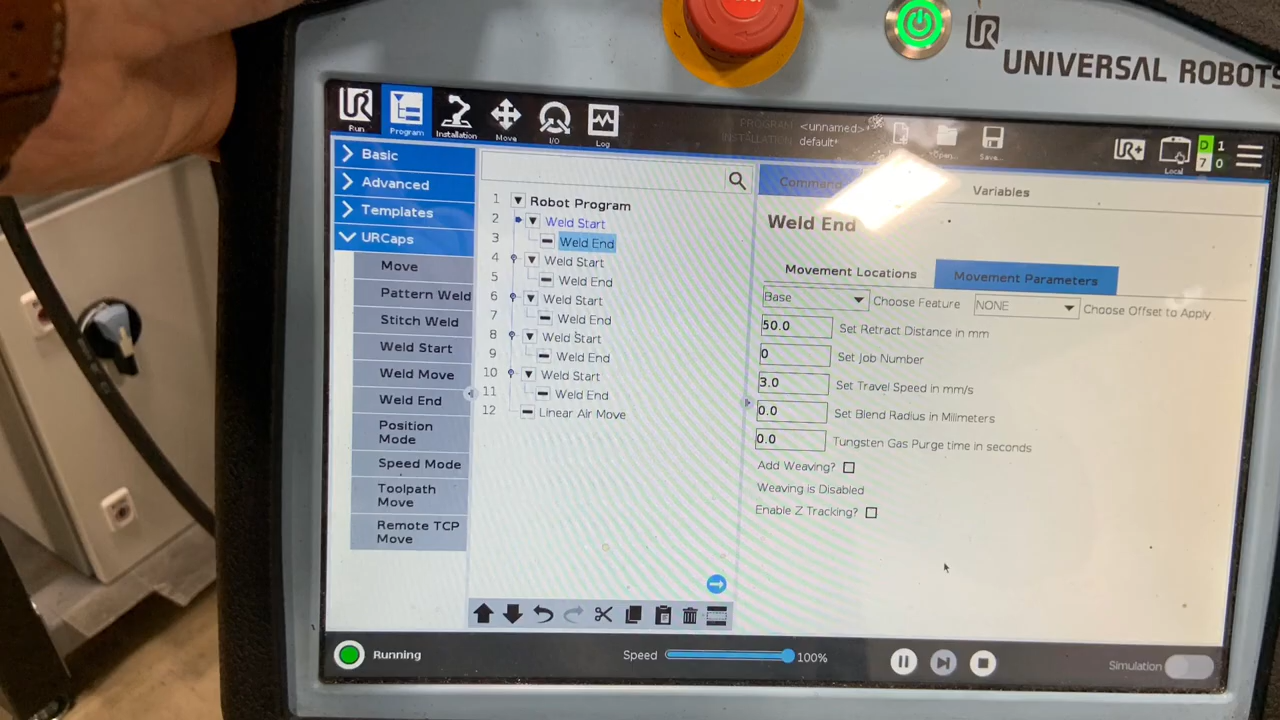 UNIVERSAL ROBOTS
Run
Program
Installation
Move
I/O
Log
PROGRAM <unnamed>*
INSTALLATION default*
Open...
Save...
UR+
Local
D 1
7 0
Basic
Advanced
Templates
URCaps
Move
Pattern Weld
Stitch Weld
Weld Start
Weld Move
Weld End
Position
Mode
Speed Mode
Toolpath
Move
Remote TCP
Move
1 Robot Program
2 Weld Start
3 Weld End
4 Weld Start
5 Weld End
6 Weld Start
7 Weld End
8 Weld Start
9 Weld End
10 Weld Start
11 Weld End
12 Linear Air Move
Command
Variables
Weld End
Movement Locations
Movement Parameters
Base Choose Feature NONE Choose Offset to Apply
50.0 Set Retract Distance in mm
0 Set Job Number
3.0 Set Travel Speed in mm/s
0.0 Set Blend Radius in Milimeters
0.0 Tungsten Gas Purge time in seconds
Add Weaving?
Weaving is Disabled
Enable Z Tracking?
Running
Speed 100%
Simulation